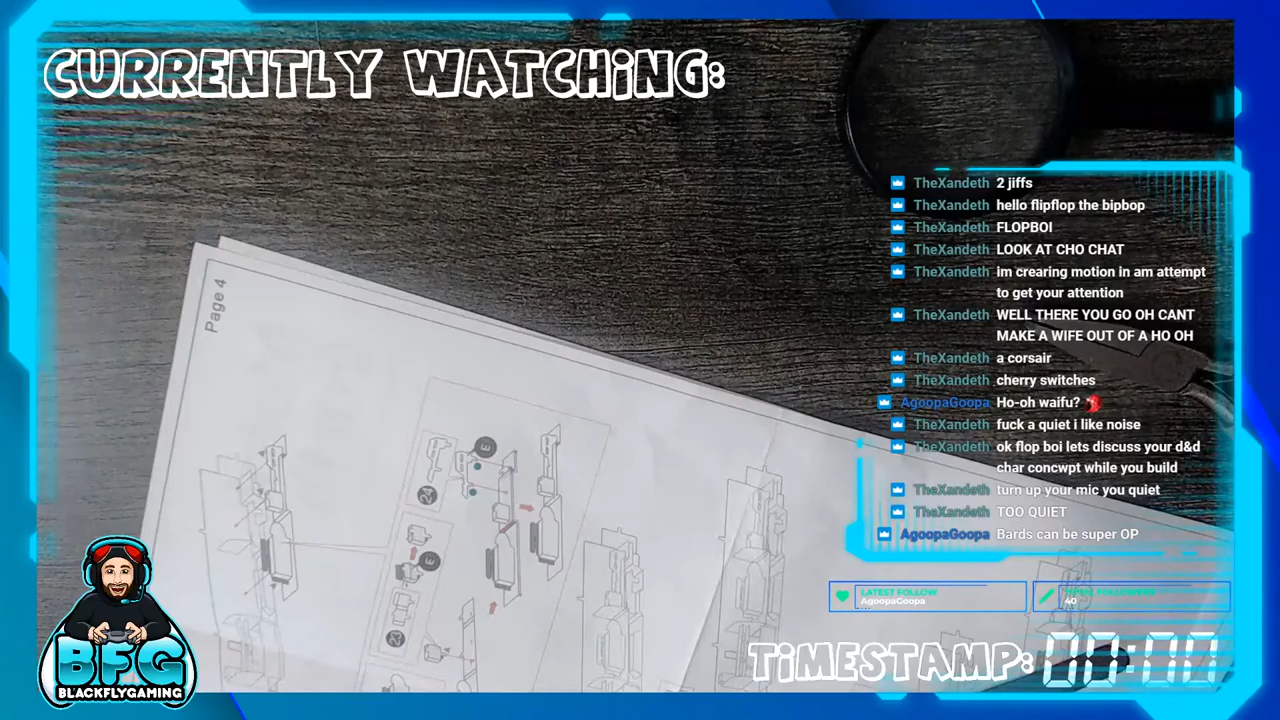 CURRENTLY WATCHING:
TheXandeth 2 jiffs
TheXandeth hello flipflop the bipbop
TheXandeth FLOPBOI
TheXandeth LOOK AT CHO CHAT
TheXandeth im crearing motion in am attempt
to get your attention
TheXandeth WELL THERE YOU GO OH CANT
MAKE A WIFE OUT OF A HO OH
TheXandeth a corsair
TheXandeth cherry switches
AgoopaGoopa Ho-oh waifu?
TheXandeth fuck a quiet i like noise
TheXandeth ok flop boi lets discuss your d&d
char concwpt while you build
TheXandeth turn up your mic you quiet
TheXandeth TOO QUIET
AgoopaGoopa Bards can be super OP
Page 4
E
24
E
23
LATEST FOLLOW
AgoopaGoopa
FOLLOWERS
40
TIMESTAMP: 00:00
BFG
BLACKFLYGAMING